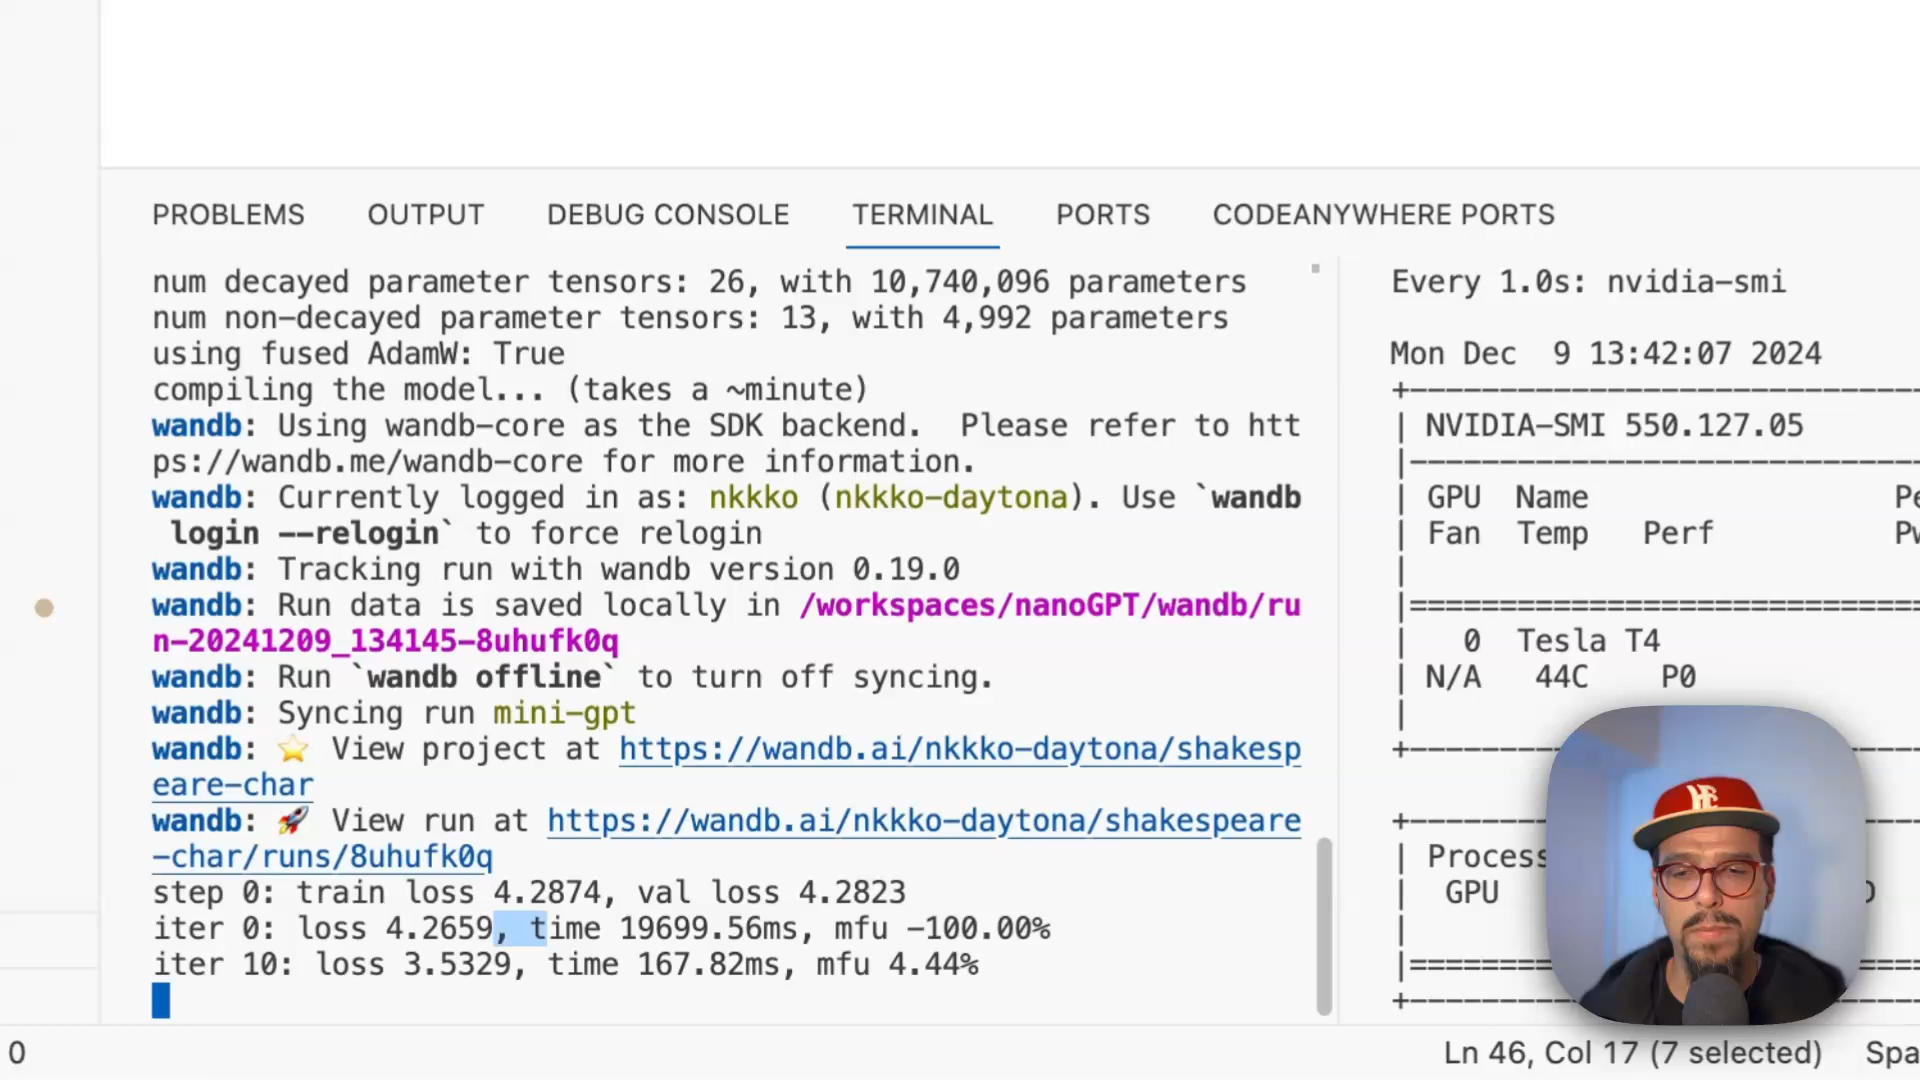 PROBLEMS OUTPUT DEBUG CONSOLE TERMINAL PORTS CODEANYWHERE PORTS
num decayed parameter tensors: 26, with 10,740,096 parameters
num non-decayed parameter tensors: 13, with 4,992 parameters
using fused AdamW: True
compiling the model... (takes a ~minute)
wandb: Using wandb-core as the SDK backend.  Please refer to htt
ps://wandb.me/wandb-core for more information.
wandb: Currently logged in as: nkkko (nkkko-daytona). Use `wandb
 login --relogin` to force relogin
wandb: Tracking run with wandb version 0.19.0
wandb: Run data is saved locally in /workspaces/nanoGPT/wandb/ru
n-20241209_134145-8uhufk0q
wandb: Run `wandb offline` to turn off syncing.
wandb: Syncing run mini-gpt
wandb: ⭐ View project at https://wandb.ai/nkkko-daytona/shakesp
eare-char
wandb: 🚀 View run at https://wandb.ai/nkkko-daytona/shakespeare
-char/runs/8uhufk0q
step 0: train loss 4.2874, val loss 4.2823
iter 0: loss 4.2659, time 19699.56ms, mfu -100.00%
iter 10: loss 3.5329, time 167.82ms, mfu 4.44%
Every 1.0s: nvidia-smi
Mon Dec  9 13:42:07 2024
NVIDIA-SMI 550.127.05
GPU  Name
Fan  Temp   Perf
0  Tesla T4
N/A   44C    P0
GPU
0
Ln 46, Col 17 (7 selected)